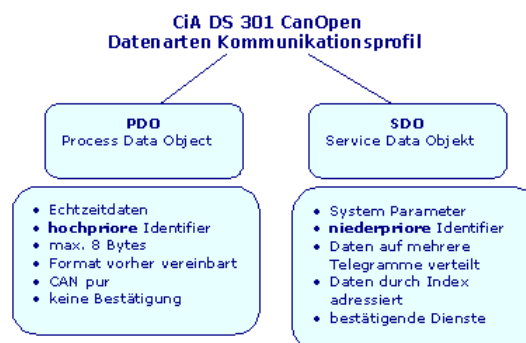 CiA DS 301 CanOpen
Datenarten Kommunikationsprofil
PDO
Process Data Object
• Echtzeitdaten
• hochpriore Identifier
• max. 8 Bytes
• Format vorher vereinbart
• CAN pur
• keine Bestätigung
SDO
Service Data Objekt
• System Parameter
• niederpriore Identifier
• Daten auf mehrere
Telegramme verteilt
• Daten durch Index
adressiert
• bestätigende Dienste